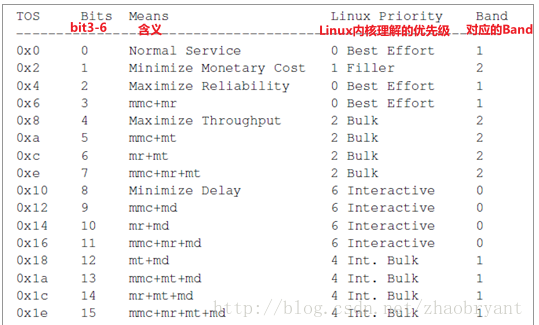 TOS Bits Means Linux Priority Band
bit3-6 含义 Linux内核理解的优先级 对应的Band
0x0 0 Normal Service 0 Best Effort 1
0x2 1 Minimize Monetary Cost 1 Filler 2
0x4 2 Maximize Reliability 0 Best Effort 1
0x6 3 mmc+mr 0 Best Effort 1
0x8 4 Maximize Throughput 2 Bulk 2
0xa 5 mmc+mt 2 Bulk 2
0xc 6 mr+mt 2 Bulk 2
0xe 7 mmc+mr+mt 2 Bulk 2
0x10 8 Minimize Delay 6 Interactive 0
0x12 9 mmc+md 6 Interactive 0
0x14 10 mr+md 6 Interactive 0
0x16 11 mmc+mr+md 6 Interactive 0
0x18 12 mt+md 4 Int. Bulk 1
0x1a 13 mmc+mt+md 4 Int. Bulk 1
0x1c 14 mr+mt+md 4 Int. Bulk 1
http://blog.csdn.net/zhaobryant
0x1e 15 mmc+mr+mt+md 4 Int. Bulk 1